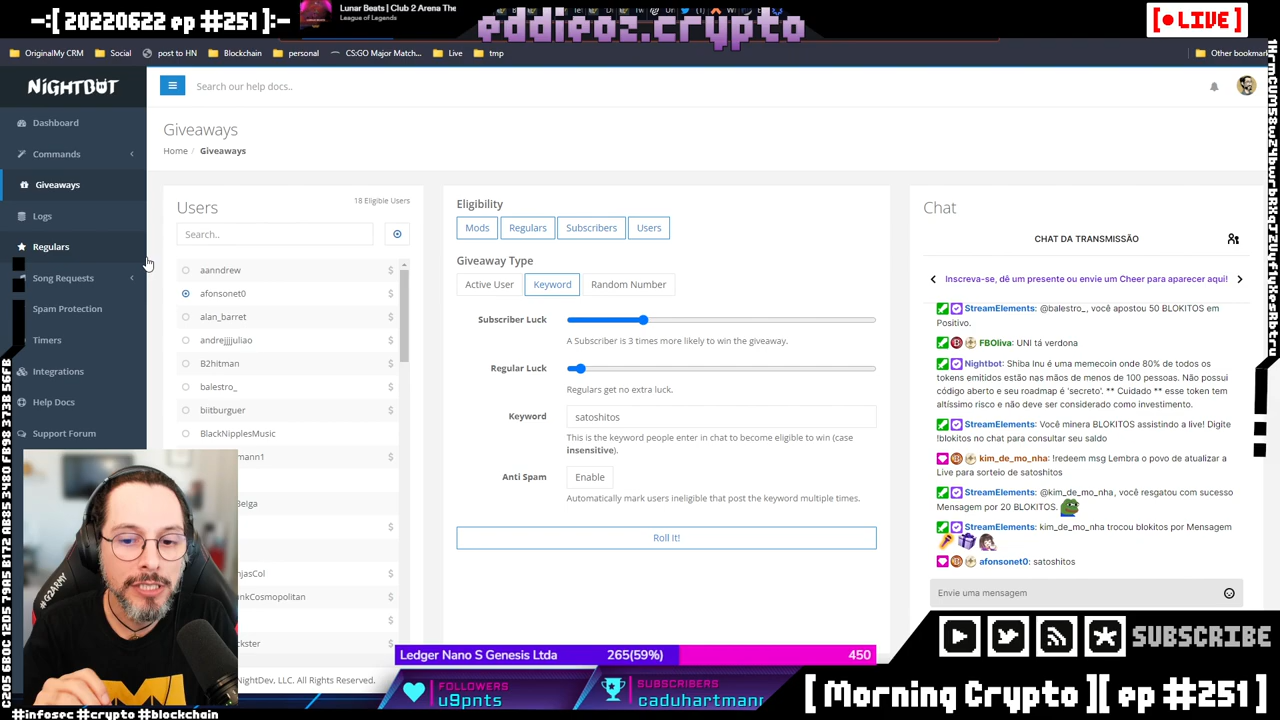 -:[ 20220622 ep #251 ]:-
Lunar Beats | Club 2 Arena The
League of Legends
eddieoz.crypto
[ LIVE ]
OriginalMy CRM
Social
post to HN
Blockchain
personal
CS:GO Major Match...
Live
tmp
Other bookmar
NIGHTBOT
Search our help docs..
Dashboard
Commands
Giveaways
Logs
Regulars
Song Requests
Spam Protection
Timers
Integrations
Help Docs
Support Forum
Giveaways
Home / Giveaways
Users
18 Eligible Users
Search..
aanndrew $
afonsonet0 $
alan_barret $
andrejjjjuliao $
B2hitman $
balestro_ $
biitburguer $
BlackNipplesMusic
mann1 $
Belga
$
njasCol $
nkCosmopolitan $
$
kster $
NightDev, LLC. All Rights Reserved.
Eligibility
Mods
Regulars
Subscribers
Users
Giveaway Type
Active User
Keyword
Random Number
Subscriber Luck
A Subscriber is 3 times more likely to win the giveaway.
Regular Luck
Regulars get no extra luck.
Keyword
satoshitos
This is the keyword people enter in chat to become eligible to win (case
insensitive).
Anti Spam
Enable
Automatically mark users ineligible that post the keyword multiple times.
Roll It!
Chat
CHAT DA TRANSMISSÃO
Inscreva-se, dê um presente ou envie um Cheer para aparecer aqui!
StreamElements: @balestro_, você apostou 50 BLOKITOS em
Positivo.
FBOliva: UNI tá verdona
Nightbot: Shiba Inu é uma memecoin onde 80% de todos os
tokens emitidos estão nas mãos de menos de 100 pessoas. Não possui
código aberto e seu roadmap é 'secreto'. ** Cuidado ** esse token tem
altíssimo risco e não deve ser considerado como investimento.
StreamElements: Você minera BLOKITOS assistindo a live! Digite
!blokitos no chat para consultar seu saldo
kim_de_mo_nha: !redeem msg Lembra o povo de atualizar a
Live para sorteio de satoshitos
StreamElements: @kim_de_mo_nha, você resgatou com sucesso
Mensagem por 20 BLOKITOS.
StreamElements: kim_de_mo_nha trocou blokitos por Mensagem
afonsonet0: satoshitos
Envie uma mensagem
SUBSCRIBE
Ledger Nano S Genesis Ltda 265(59%) 450
FOLLOWERS
u9pnts
SUBSCRIBERS
caduhartmann
[ Morning Crypto ][ ep #251 ]
#G2ARMY
infosec #crypto #blockchain